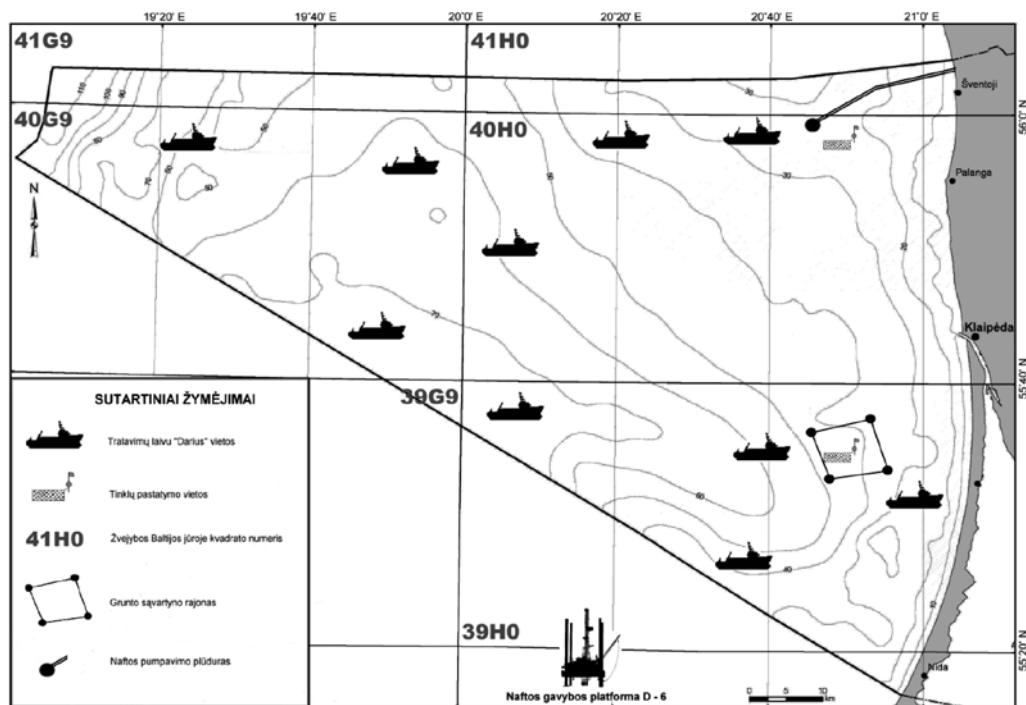 19°20' E 19°40' E 20°0' E 20°20' E 20°40' E 21°0' E
41G9 41H0
Šventoji
40G9 40H0
56°0' N
N
Palanga
Klaipėda
55°40' N
39G9
SUTARTINIAI ŽYMĖJIMAI
Tralavimų laivu "Darius" vietos
Tinklų pastatymo vietos
41H0 Žvejybos Baltijos jūroje kvadrato numeris
Grunto sąvartyno rajonas
Naftos pumpavimo plūduras
39H0
55°20' N
Nida
Naftos gavybos platforma D - 6
0 5 10
km